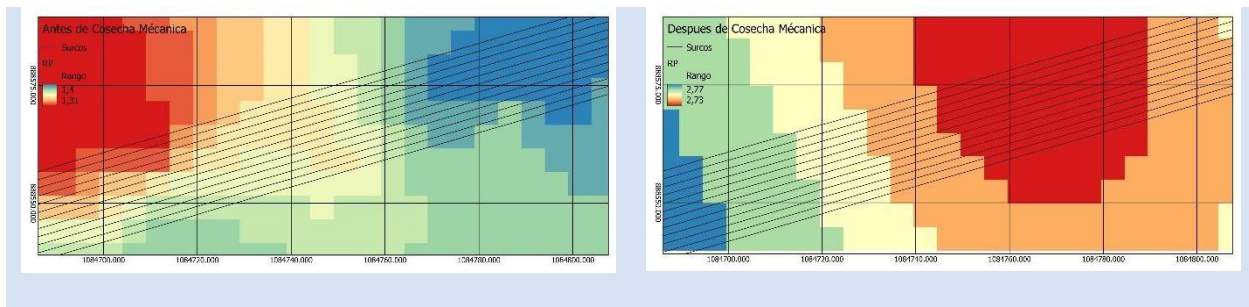 Antes de Cosecha Mécanica
Surcos
RP
Rango
1,4
1,31
888575.000
888550.000
1084700.000 1084720.000 1084740.000 1084760.000 1084780.000 1084800.000
Despues de Cosecha Mécanica
Surcos
RP
Rango
2,77
2,73
888575.000
888550.000
1084700.000 1084720.000 1084740.000 1084760.000 1084780.000 1084800.000